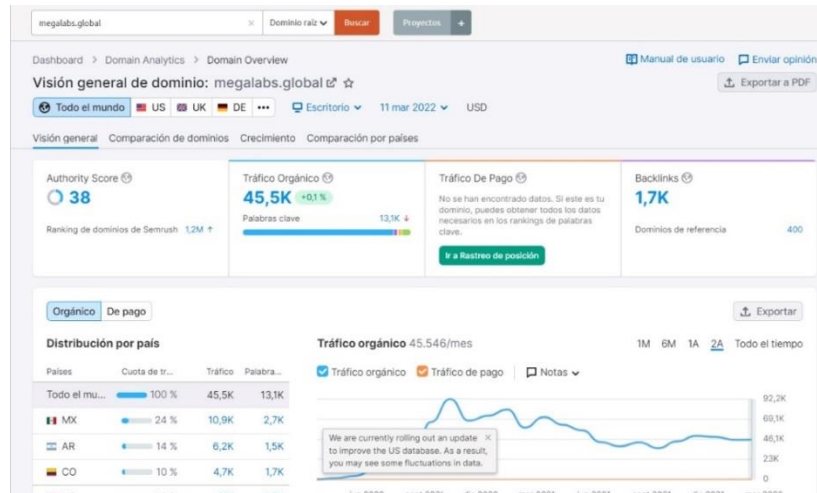 megalabs.global × Dominio raíz Buscar Proyectos +
Dashboard > Domain Analytics > Domain Overview
Manual de usuario Enviar opinión
Visión general de dominio: megalabs.global
Exportar a PDF
Todo el mundo US UK DE ••• Escritorio 11 mar 2022 USD
Visión general Comparación de dominios Crecimiento Comparación por países
Authority Score
38
Ranking de dominios de Semrush 1,2M ↑
Tráfico Orgánico
45,5K +0,1 %
Palabras clave 13,1K ↓
Tráfico De Pago
No se han encontrado datos. Si este es tu
dominio, puedes obtener todos los datos
necesarios en los rankings de palabras
clave.
Ir a Rastreo de posición
Backlinks
1,7K
Dominios de referencia 400
Orgánico De pago
Exportar
Distribución por país
Países Cuota de tr... Tráfico Palabra...
Todo el mu... 100 % 45,5K 13,1K
MX 24 % 10,9K 2,7K
AR 14 % 6,2K 1,5K
CO 10 % 4,7K 1,7K
Tráfico orgánico 45.546/mes
1M 6M 1A 2A Todo el tiempo
Tráfico orgánico Tráfico de pago Notas
92,2K
69,1K
46,1K
23K
0
We are currently rolling out an update ×
to improve the US database. As a result,
you may see some fluctuations in data.